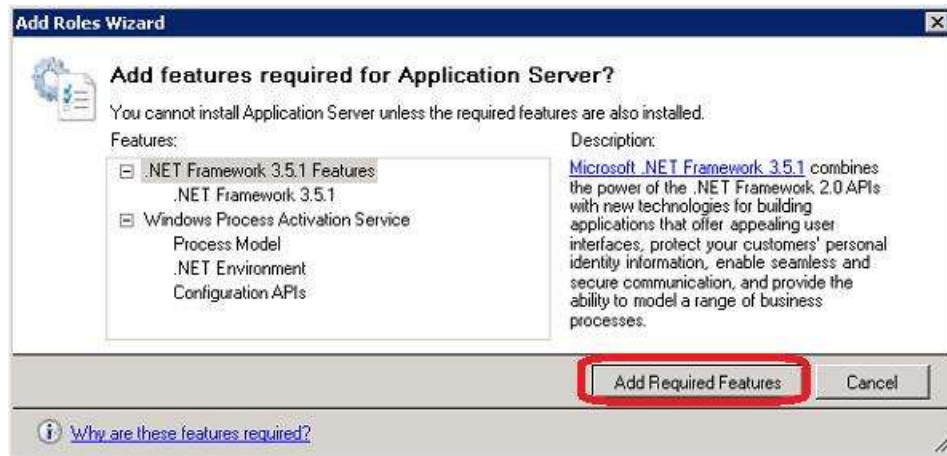 Add Roles Wizard
Add features required for Application Server?
You cannot install Application Server unless the required features are also installed.
Features:
.NET Framework 3.5.1 Features
.NET Framework 3.5.1
Windows Process Activation Service
Process Model
.NET Environment
Configuration APIs
Description:
Microsoft .NET Framework 3.5.1 combines
the power of the .NET Framework 2.0 APIs
with new technologies for building
applications that offer appealing user
interfaces, protect your customers' personal
identity information, enable seamless and
secure communication, and provide the
ability to model a range of business
processes.
Add Required Features
Cancel
Why are these features required?